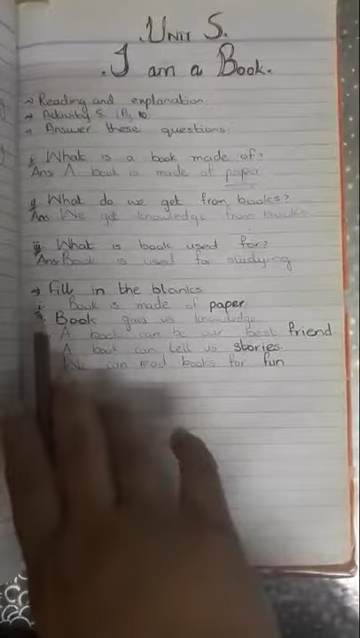 Unit 5.
I am a Book.
→ Reading and explanation
→ Activity 5
→ Answer these questions.
i. What is a book made of?
Ans A book is made of paper
ii. What do we get from books?
Ans We get knowledge from books
iii. What is book used for?
Ans Book is used for studying
→ Fill in the blanks
Book is made of paper
Book gives us knowledge
A book can be our best friend
A book can tell us stories.
We can read books for fun